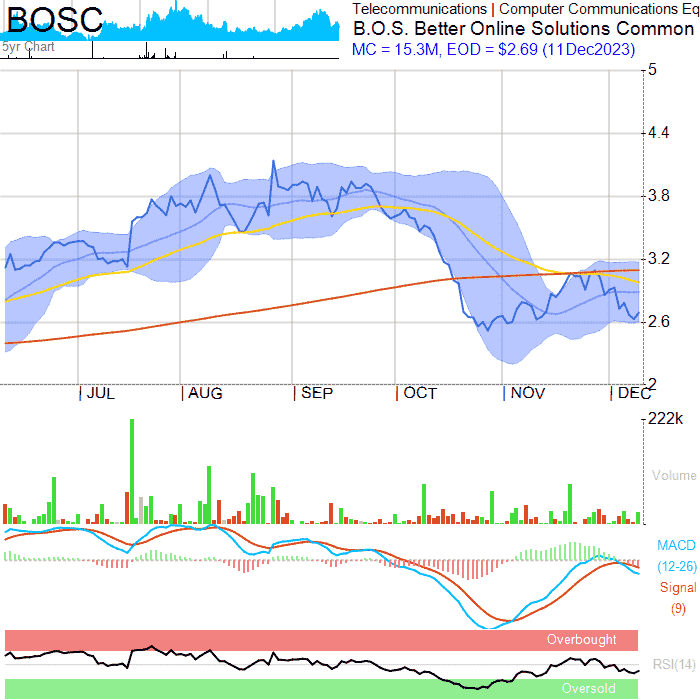 BOSC
5yr Chart
Telecommunications | Computer Communications Eq
B.O.S. Better Online Solutions Common
MC = 15.3M, EOD = $2.69 (11Dec2023)
5
4.4
3.8
3.2
2.6
2
JUL
AUG
SEP
OCT
NOV
DEC
222k
Volume
MACD
(12-26)
Signal
(9)
Overbought
RSI(14)
Oversold